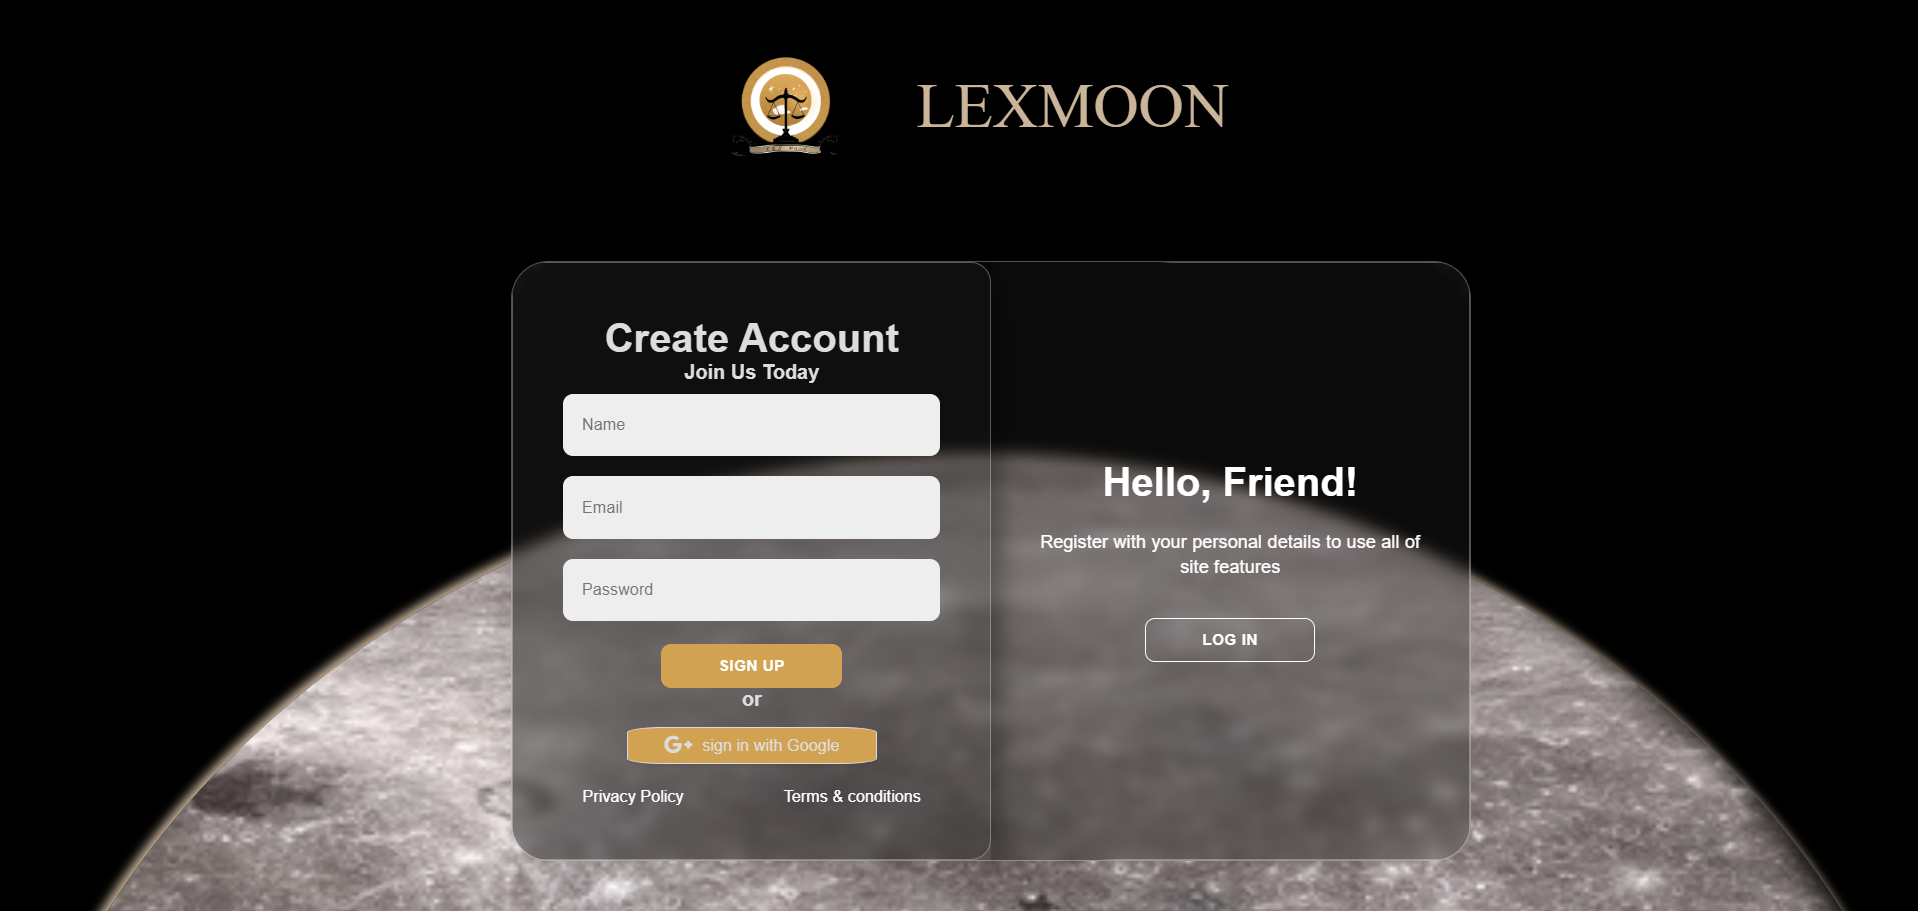 LEXMOON
Create Account
Join Us Today
Name
Email
Password
SIGN UP
or
G+ sign in with Google
Privacy Policy Terms & conditions
Hello, Friend!
Register with your personal details to use all of
site features
LOG IN